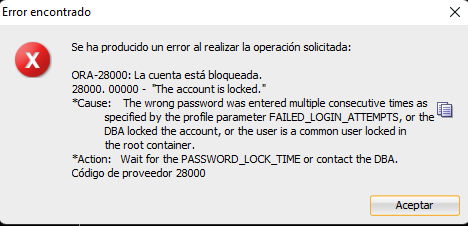 Error encontrado
Se ha producido un error al realizar la operación solicitada:
ORA-28000: La cuenta está bloqueada.
28000. 00000 - "The account is locked."
*Cause: The wrong password was entered multiple consecutive times as
specified by the profile parameter FAILED_LOGIN_ATTEMPTS, or the
DBA locked the account, or the user is a common user locked in
the root container.
*Action: Wait for the PASSWORD_LOCK_TIME or contact the DBA.
Código de proveedor 28000
Aceptar